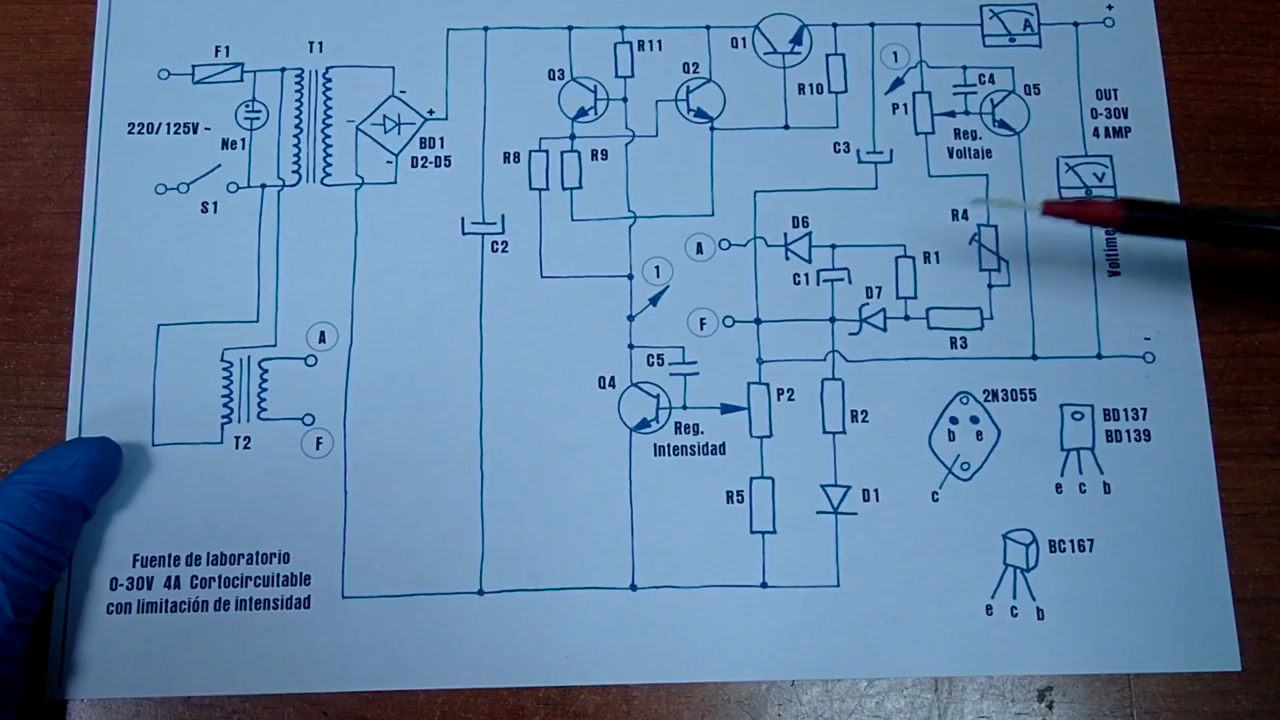 F1
T1
220/125V ~
Ne1
S1
BD1
D2-D5
+
-
-
C2
Q3
R11
Q2
Q1
R10
R8
R9
1
C3
1
P1
C4
Q5
Reg.
Voltaje
A
+
OUT
0-30V
4 AMP
V
Voltíme
R4
A
D6
C1
R1
D7
F
R3
-
A
T2
F
Q4
C5
Reg.
Intensidad
P2
R2
R5
D1
2N3055
b e
c
BD137
BD139
e c b
BC167
e c b
Fuente de laboratorio
0-30V 4A Cortocircuitable
con limitación de intensidad